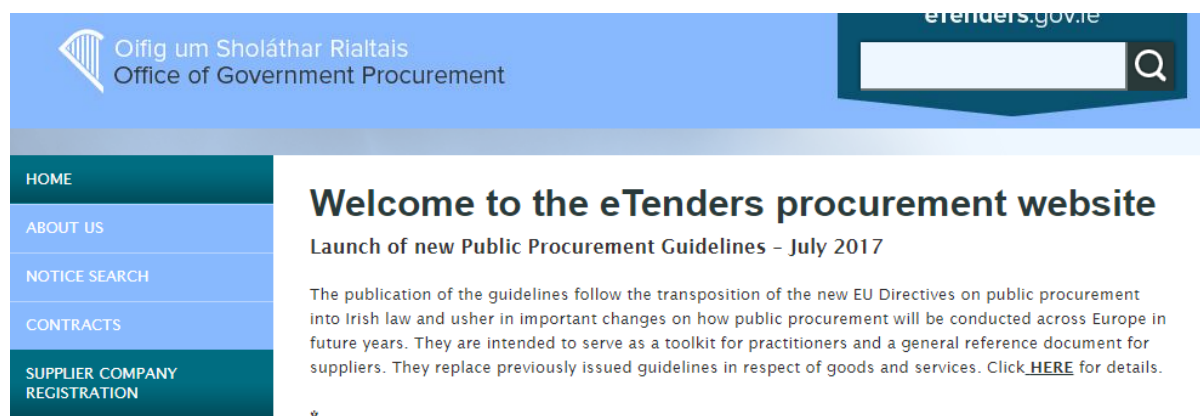 etenders.gov.ie
Oifig um Sholáthar Rialtais
Office of Government Procurement
HOME
ABOUT US
NOTICE SEARCH
CONTRACTS
SUPPLIER COMPANY
REGISTRATION
Welcome to the eTenders procurement website
Launch of new Public Procurement Guidelines – July 2017
The publication of the guidelines follow the transposition of the new EU Directives on public procurement
into Irish law and usher in important changes on how public procurement will be conducted across Europe in
future years. They are intended to serve as a toolkit for practitioners and a general reference document for
suppliers. They replace previously issued guidelines in respect of goods and services. Click HERE for details.